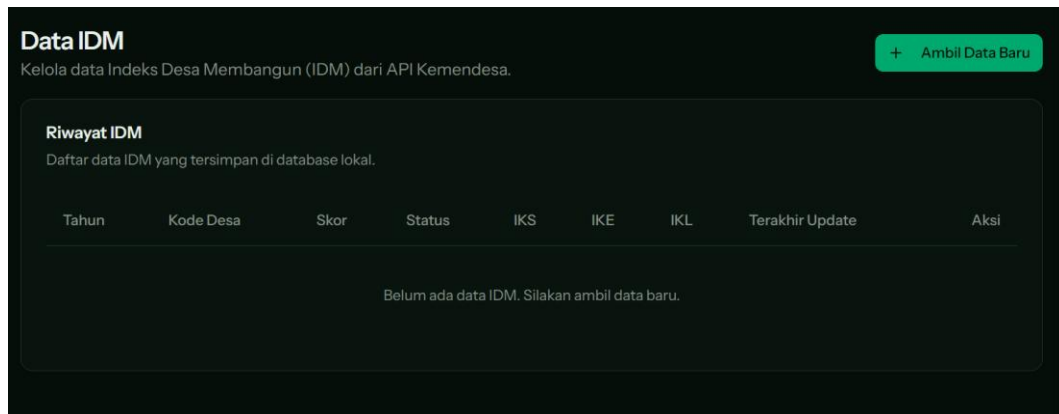 Data IDM
+ Ambil Data Baru
Kelola data Indeks Desa Membangun (IDM) dari API Kemendesa.
Riwayat IDM
Daftar data IDM yang tersimpan di database lokal.
Tahun Kode Desa Skor Status IKS IKE IKL Terakhir Update Aksi
Belum ada data IDM. Silakan ambil data baru.